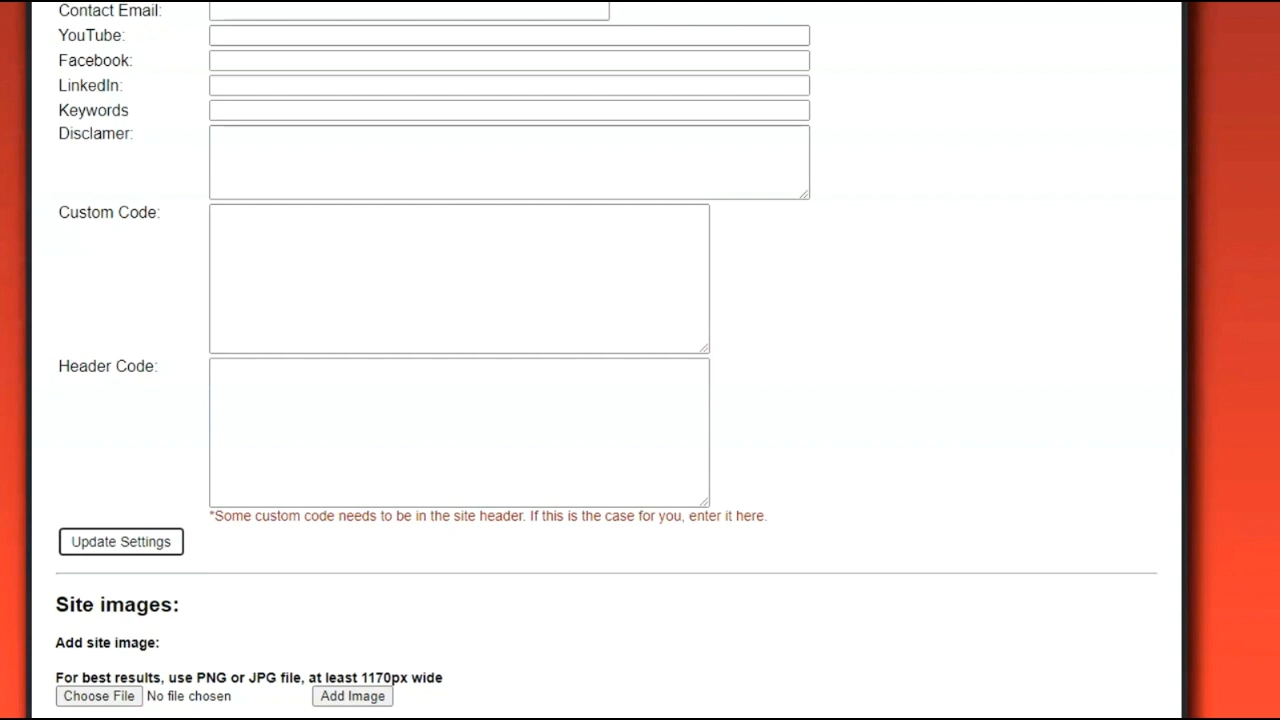 Contact Email:
YouTube:
Facebook:
LinkedIn:
Keywords
Disclamer:
Custom Code:
Header Code:
*Some custom code needs to be in the site header. If this is the case for you, enter it here.
Update Settings
Site images:
Add site image:
For best results, use PNG or JPG file, at least 1170px wide
Choose File No file chosen Add Image